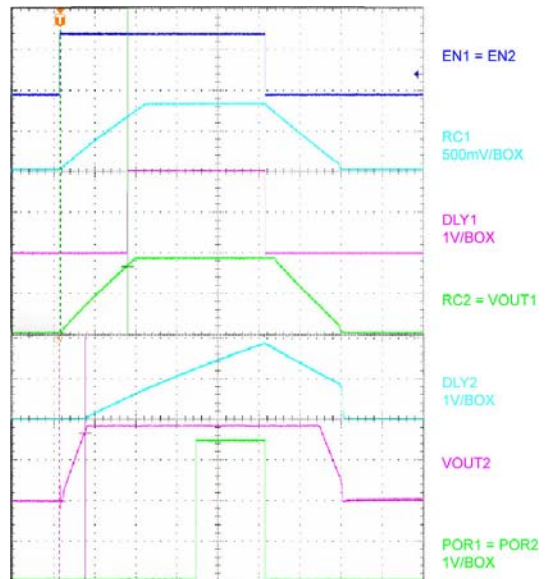 U
EN1 = EN2
RC1
500mV/BOX
DLY1
1V/BOX
RC2 = VOUT1
DLY2
1V/BOX
VOUT2
POR1 = POR2
1V/BOX